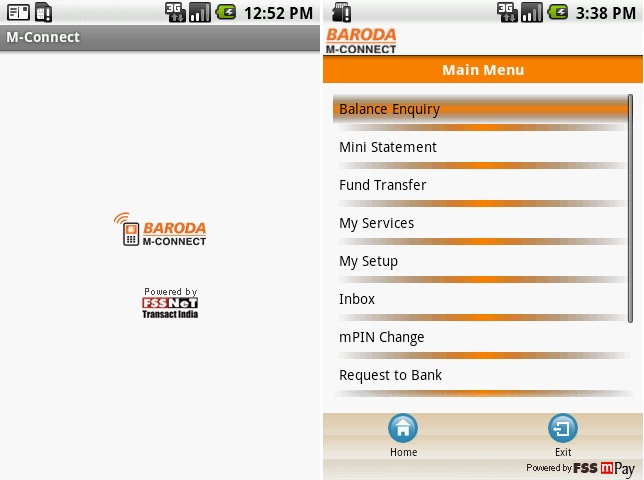 3G
12:52 PM
M-Connect
BARODA
M-CONNECT
Powered by
FSSNeT
Transact India
3G
3:38 PM
BARODA
M-CONNECT
Main Menu
Balance Enquiry
Mini Statement
Fund Transfer
My Services
My Setup
Inbox
mPIN Change
Request to Bank
Home
Exit
Powered by FSS mPay